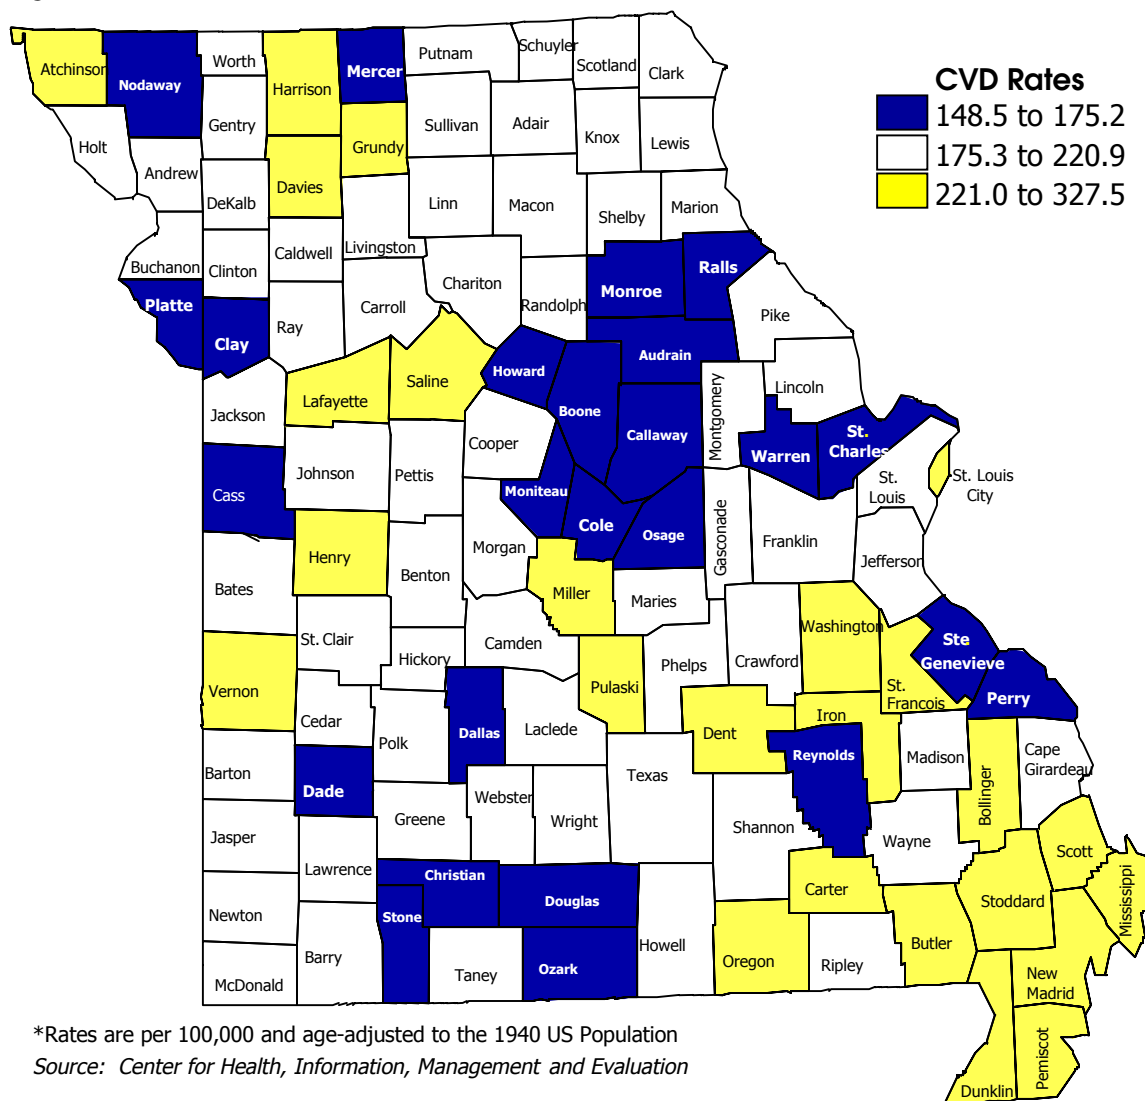 CVD Rates
148.5 to 175.2
175.3 to 220.9
221.0 to 327.5
Atchinson
Nodaway
Worth
Harrison
Mercer
Putnam
Schuyler
Scotland
Clark
Holt
Andrew
Gentry
DeKalb
Davies
Grundy
Sullivan
Adair
Knox
Lewis
Linn
Macon
Shelby
Marion
Buchanon
Clinton
Caldwell
Livingston
Chariton
Randolph
Monroe
Ralls
Pike
Platte
Clay
Ray
Carroll
Saline
Howard
Audrain
Lafayette
Jackson
Boone
Callaway
Montgomery
Lincoln
Warren
St.
Charles
St. Louis
City
St.
Louis
Cooper
Pettis
Johnson
Cass
Moniteau
Cole
Osage
Gasconade
Franklin
Jefferson
Henry
Benton
Morgan
Miller
Maries
Bates
St. Clair
Hickory
Camden
Pulaski
Phelps
Crawford
Washington
St.
Francois
Ste
Genevieve
Perry
Vernon
Cedar
Polk
Dallas
Laclede
Dent
Iron
Reynolds
Madison
Bollinger
Cape
Girardeau
Barton
Dade
Greene
Webster
Wright
Texas
Shannon
Wayne
Jasper
Lawrence
Christian
Douglas
Carter
Scott
Stoddard
Mississippi
Newton
Stone
Barry
Taney
Ozark
Howell
Oregon
Ripley
Butler
New
Madrid
McDonald
Dunklin
Pemiscot
*Rates are per 100,000 and age-adjusted to the 1940 US Population
Source: Center for Health, Information, Management and Evaluation